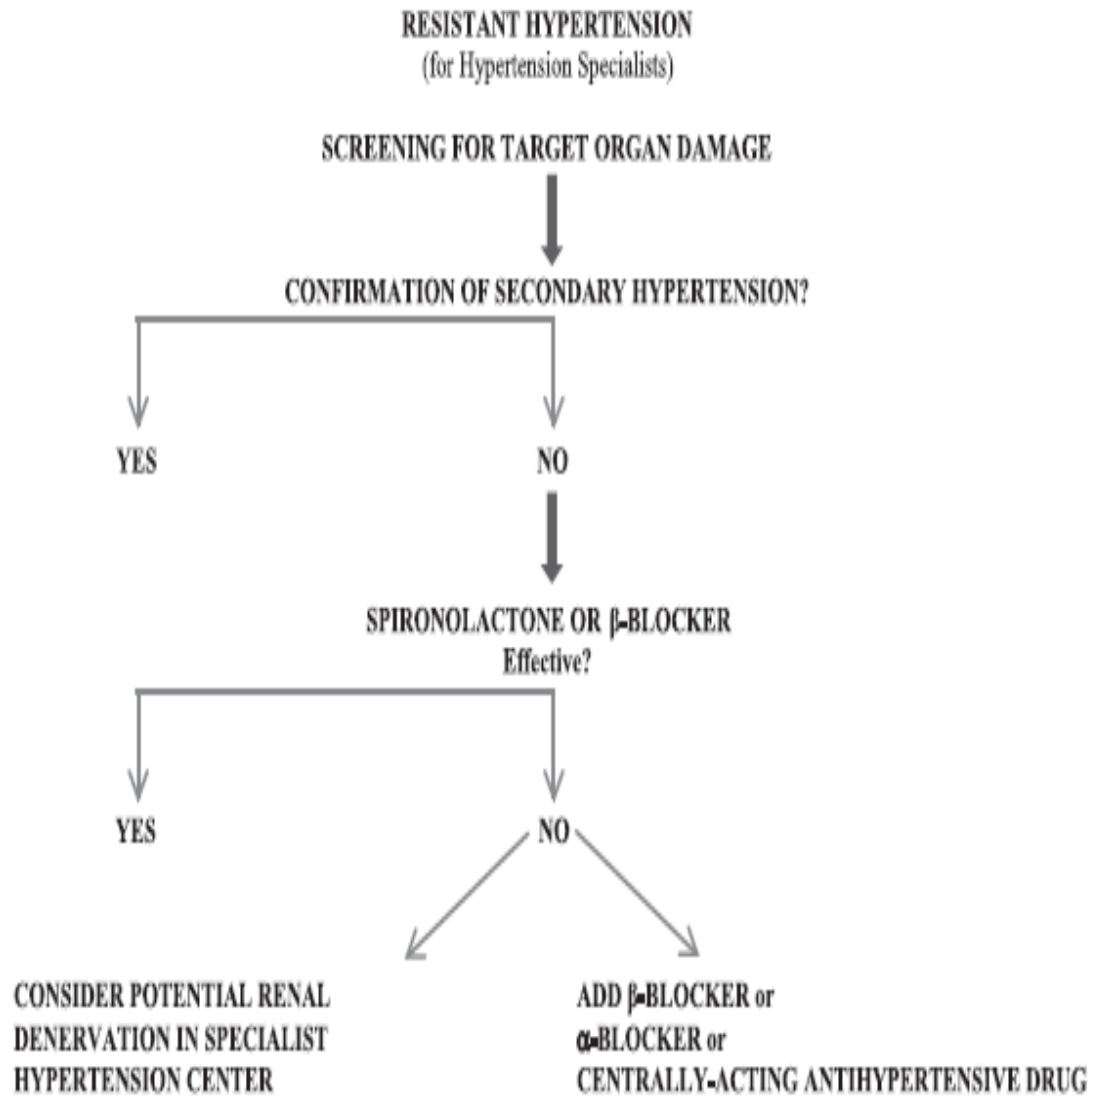 RESISTANT HYPERTENSION
(for Hypertension Specialists)
SCREENING FOR TARGET ORGAN DAMAGE
CONFIRMATION OF SECONDARY HYPERTENSION?
YES
NO
SPIRONOLACTONE OR β-BLOCKER
Effective?
YES
NO
CONSIDER POTENTIAL RENAL
DENERVATION IN SPECIALIST
HYPERTENSION CENTER
ADD β-BLOCKER or
α-BLOCKER or
CENTRALLY-ACTING ANTIHYPERTENSIVE DRUG